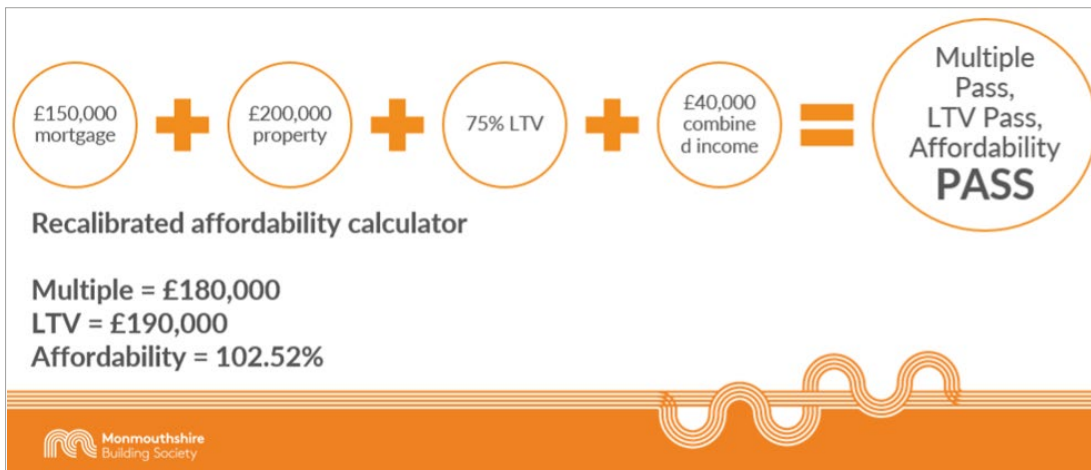 £150,000
mortgage
£200,000
property
75% LTV
£40,000
combine
d income
Multiple
Pass,
LTV Pass,
Affordability
PASS
Recalibrated affordability calculator
Multiple = £180,000
LTV = £190,000
Affordability = 102.52%
Monmouthshire
Building Society